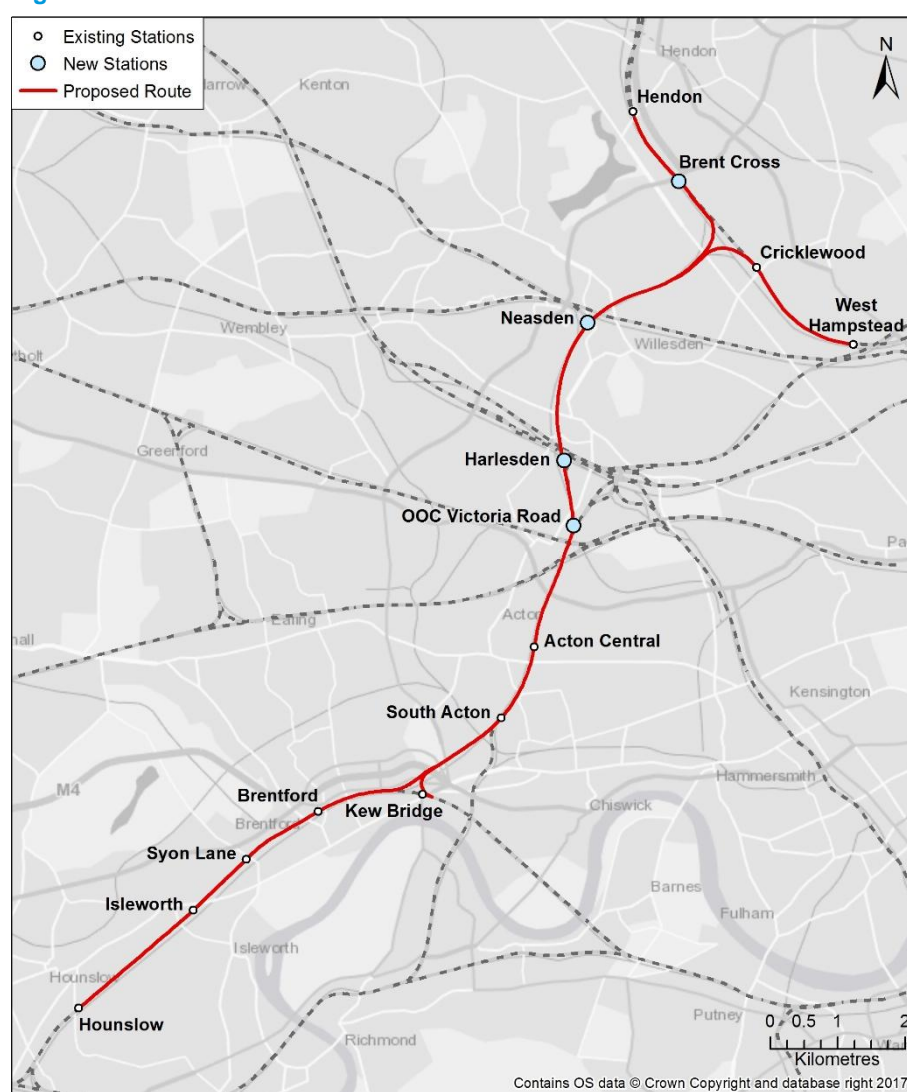 Existing Stations
New Stations
Proposed Route
N
Hendon
Hendon
Kenton
Brent Cross
Cricklewood
West
Hampstead
Neasden
Willesden
Wembley
Harlesden
Greenford
OOC Victoria Road
Acton
Ealing
Acton Central
Kensington
South Acton
Hammersmith
M4
Brentford
Brentford
Kew Bridge
Chiswick
Syon Lane
Barnes
Isleworth
Fulham
Isleworth
Hounslow
Hounslow
Putney
Richmond
0 0.5 1 2
Kilometres
Contains OS data © Crown Copyright and database right 2017